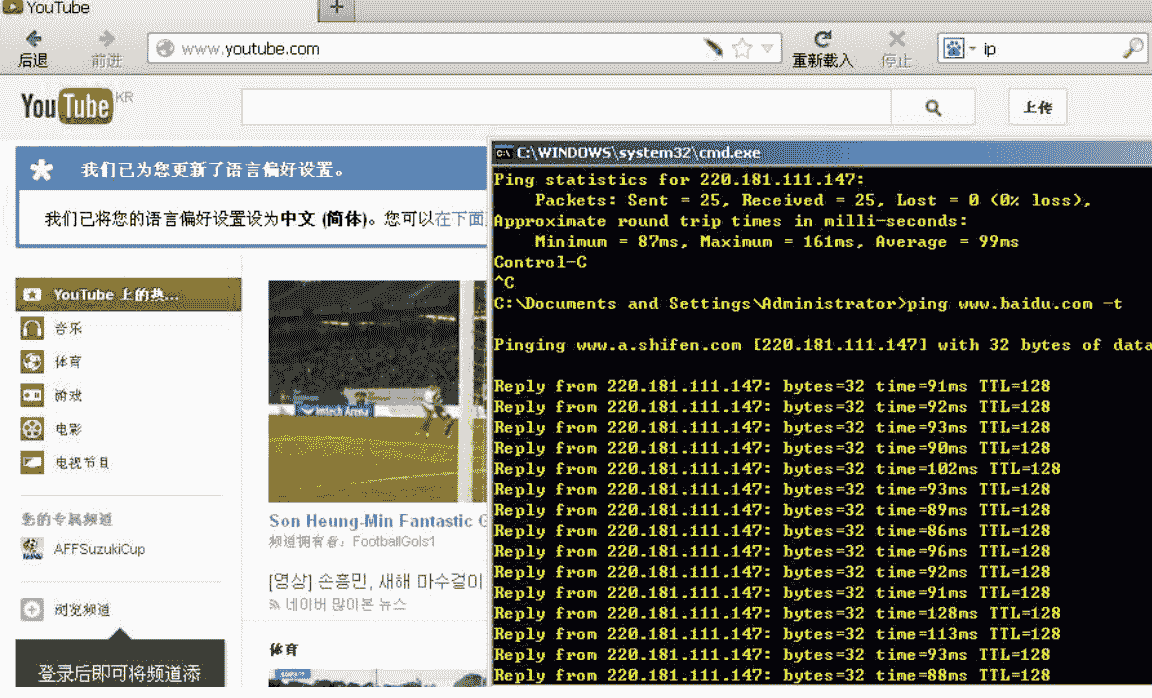 YouTube
+
后退
前进
www.youtube.com
重新载入
停止
ip
YouTube KR
上传
我们已为您更新了语言偏好设置。
我们已将您的语言偏好设置设为中文 (简体)。您可以在下面
YouTube 上的热...
音乐
体育
游戏
电影
电视节目
您的专属频道
AFFSuzukiCup
浏览频道
登录后即可将频道添
Son Heung-Min Fantastic G
频道拥有者: FootballGols1
[영상] 손흥민, 새해 마수걸이
네이버 많이본 뉴스
体育
C:\WINDOWS\system32\cmd.exe
Ping statistics for 220.181.111.147:
Packets: Sent = 25, Received = 25, Lost = 0 (0% loss),
Approximate round trip times in milli-seconds:
Minimum = 87ms, Maximum = 161ms, Average = 99ms
Control-C
^C
C:\Documents and Settings\Administrator>ping www.baidu.com -t
Pinging www.a.shifen.com [220.181.111.147] with 32 bytes of data
Reply from 220.181.111.147: bytes=32 time=91ms TTL=128
Reply from 220.181.111.147: bytes=32 time=92ms TTL=128
Reply from 220.181.111.147: bytes=32 time=93ms TTL=128
Reply from 220.181.111.147: bytes=32 time=90ms TTL=128
Reply from 220.181.111.147: bytes=32 time=102ms TTL=128
Reply from 220.181.111.147: bytes=32 time=93ms TTL=128
Reply from 220.181.111.147: bytes=32 time=89ms TTL=128
Reply from 220.181.111.147: bytes=32 time=86ms TTL=128
Reply from 220.181.111.147: bytes=32 time=96ms TTL=128
Reply from 220.181.111.147: bytes=32 time=92ms TTL=128
Reply from 220.181.111.147: bytes=32 time=91ms TTL=128
Reply from 220.181.111.147: bytes=32 time=128ms TTL=128
Reply from 220.181.111.147: bytes=32 time=113ms TTL=128
Reply from 220.181.111.147: bytes=32 time=93ms TTL=128
Reply from 220.181.111.147: bytes=32 time=88ms TTL=128